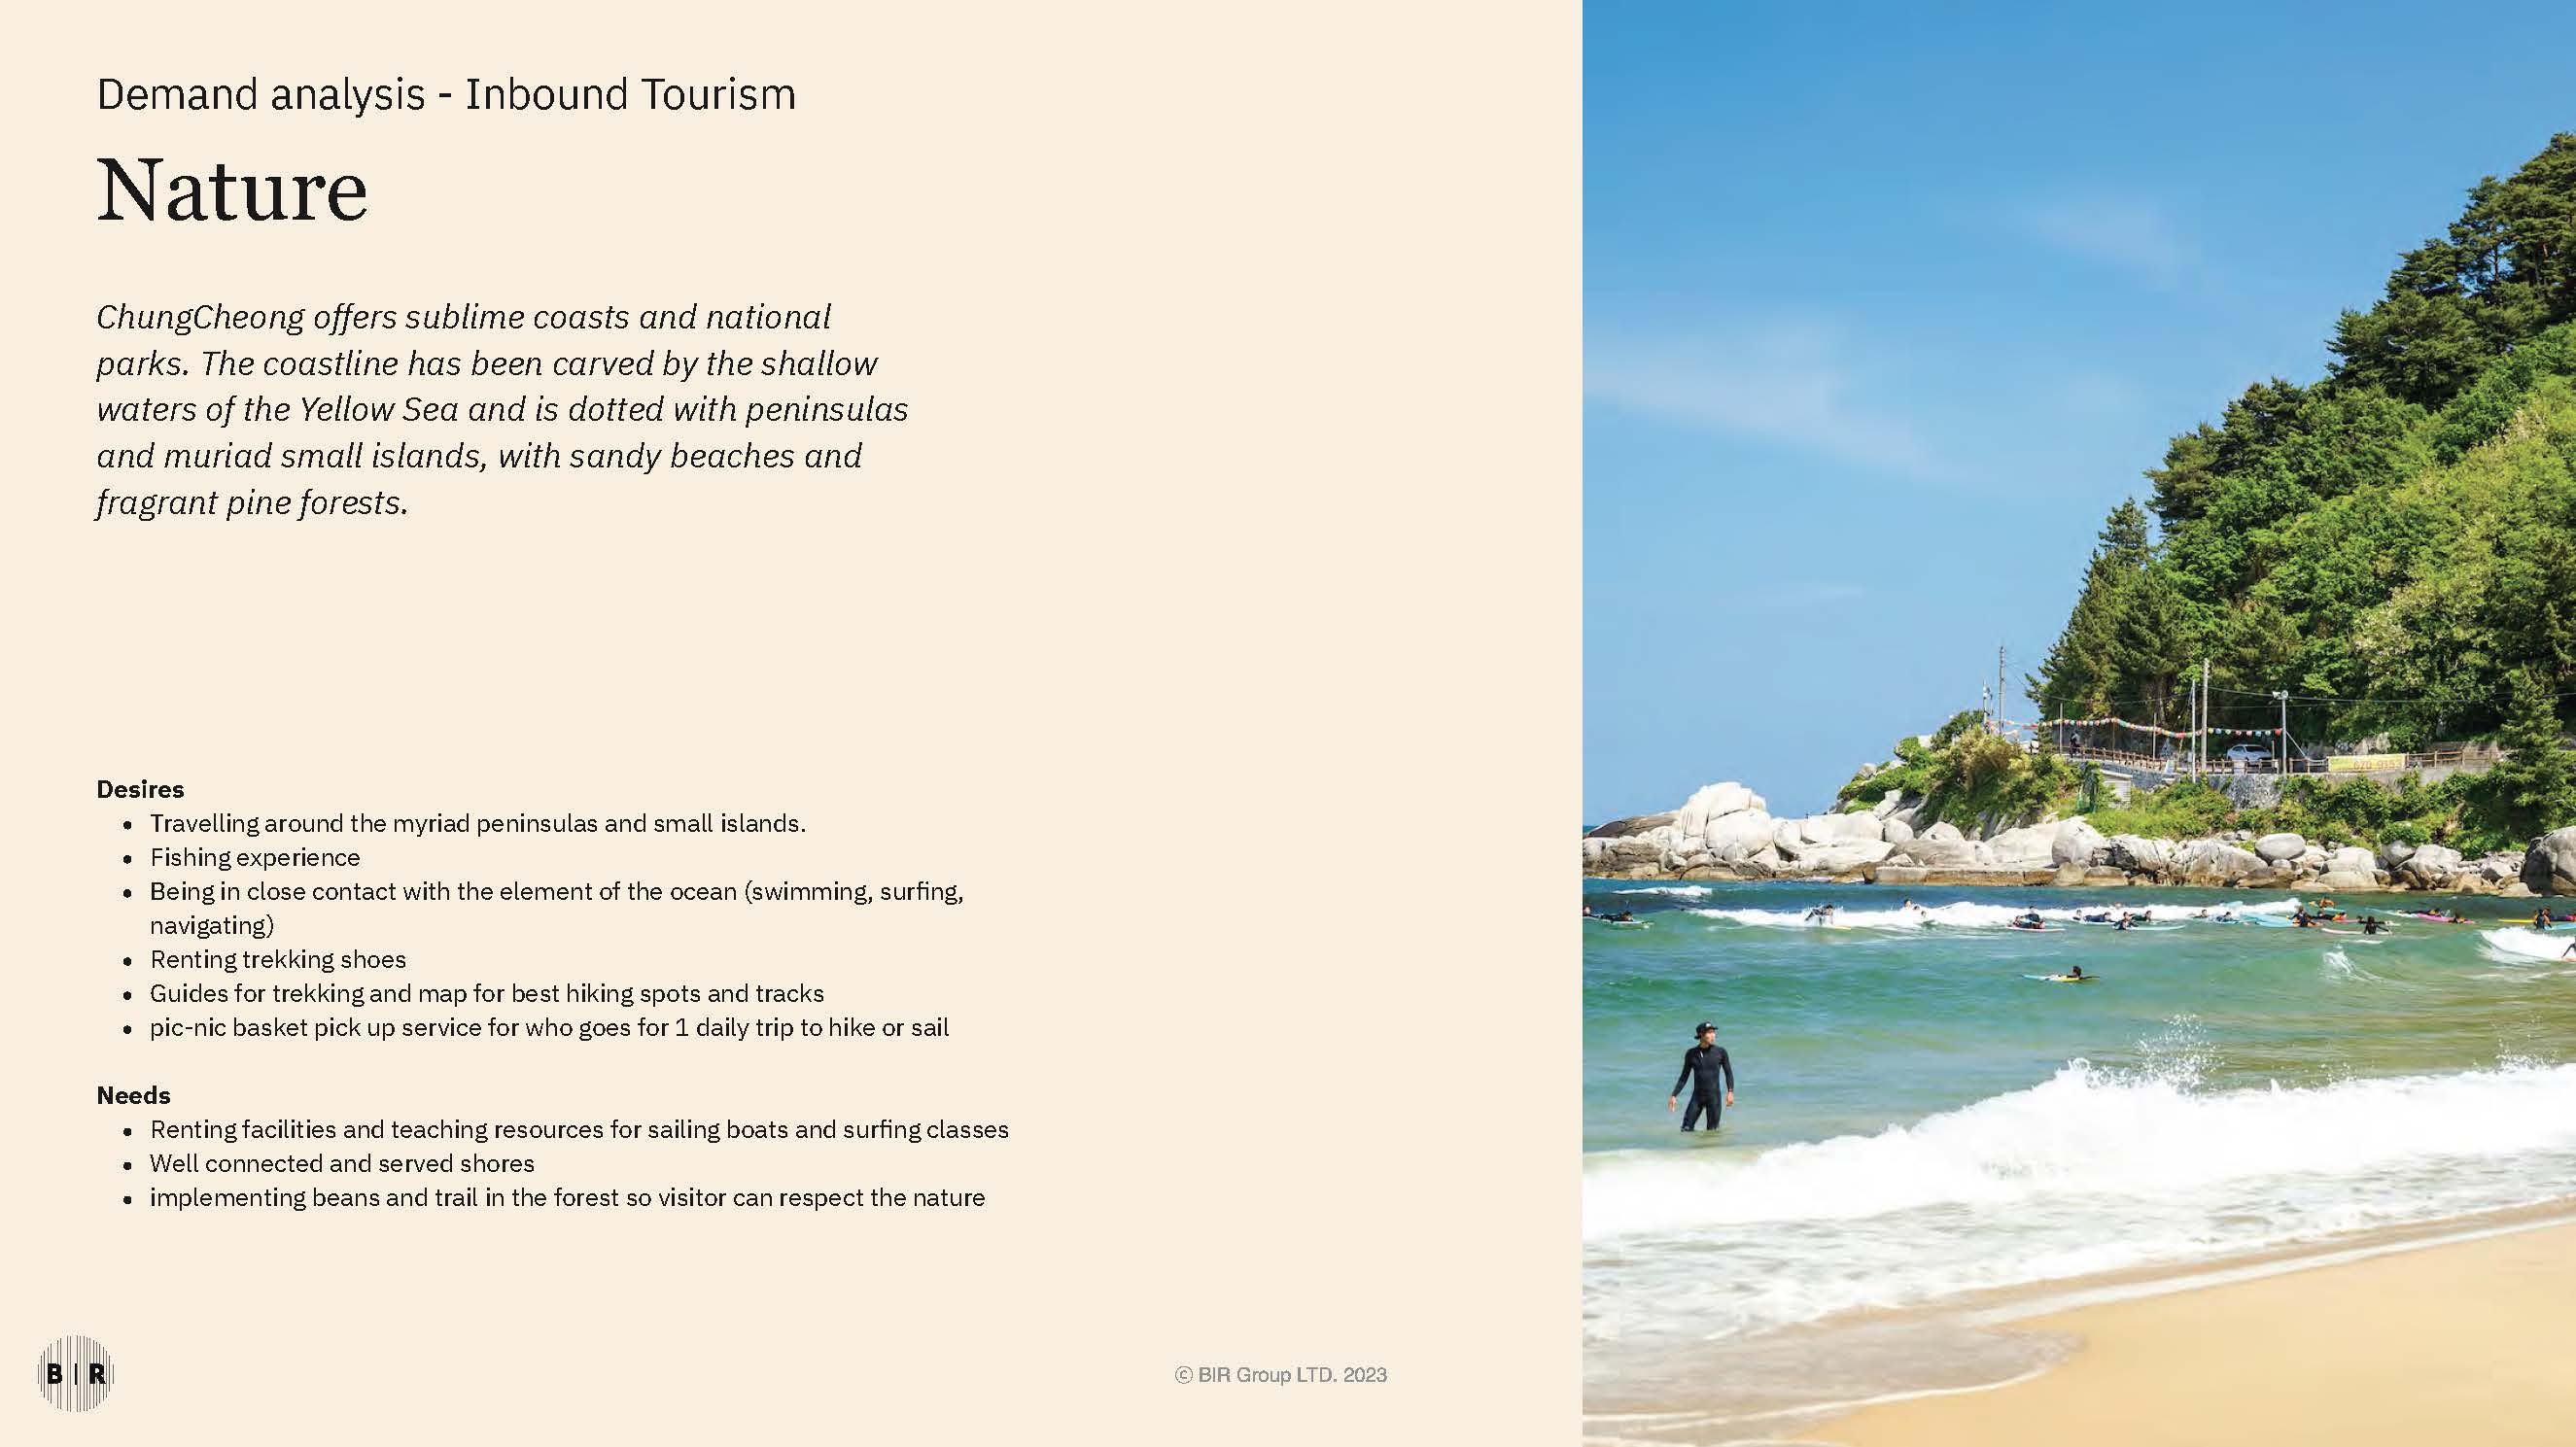 Demand analysis - Inbound Tourism
Nature
ChungCheong offers sublime coasts and national
parks. The coastline has been carved by the shallow
waters of the Yellow Sea and is dotted with peninsulas
and muriad small islands, with sandy beaches and
fragrant pine forests.
Desires
• Travelling around the myriad peninsulas and small islands.
• Fishing experience
• Being in close contact with the element of the ocean (swimming, surfing,
navigating)
• Renting trekking shoes
• Guides for trekking and map for best hiking spots and tracks
• pic-nic basket pick up service for who goes for 1 daily trip to hike or sail
Needs
• Renting facilities and teaching resources for sailing boats and surfing classes
• Well connected and served shores
• implementing beans and trail in the forest so visitor can respect the nature
B | R
© BIR Group LTD. 2023